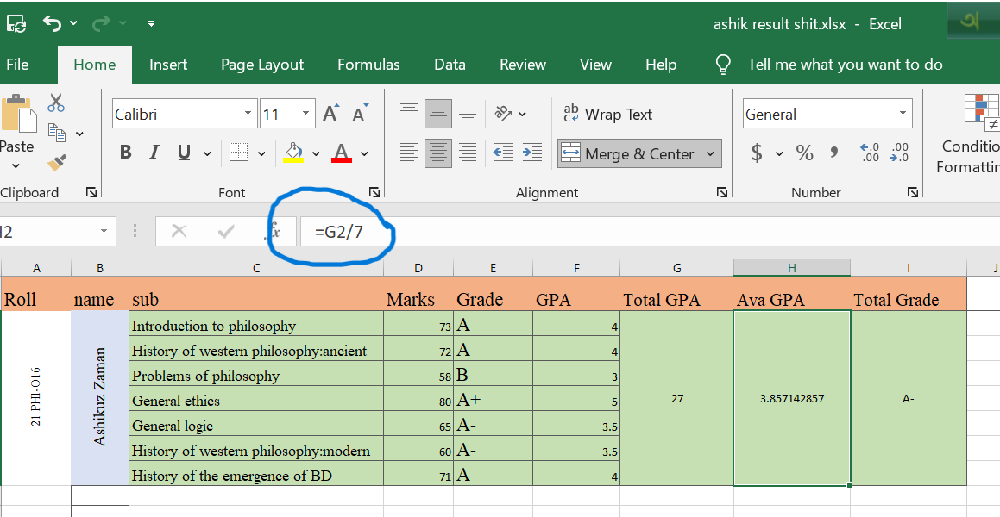 ashik result shit.xlsx - Excel
অ
File Home Insert Page Layout Formulas Data Review View Help Tell me what you want to do
Calibri 11 A A ab c Wrap Text General
Paste B I U A Merge & Center $ % , .0 .00 .00 .0 Conditio
Formattin
Clipboard Font Alignment Number
12 fx =G2/7
A B C D E F G H I J
Roll name sub Marks Grade GPA Total GPA Ava GPA Total Grade
21 PHI-O16 Ashikuz Zaman
Introduction to philosophy 73 A 4
History of western philosophy:ancient 72 A 4
Problems of philosophy 58 B 3
General ethics 80 A+ 5 27 3.857142857 A-
General logic 65 A- 3.5
History of western philosophy:modern 60 A- 3.5
History of the emergence of BD 71 A 4